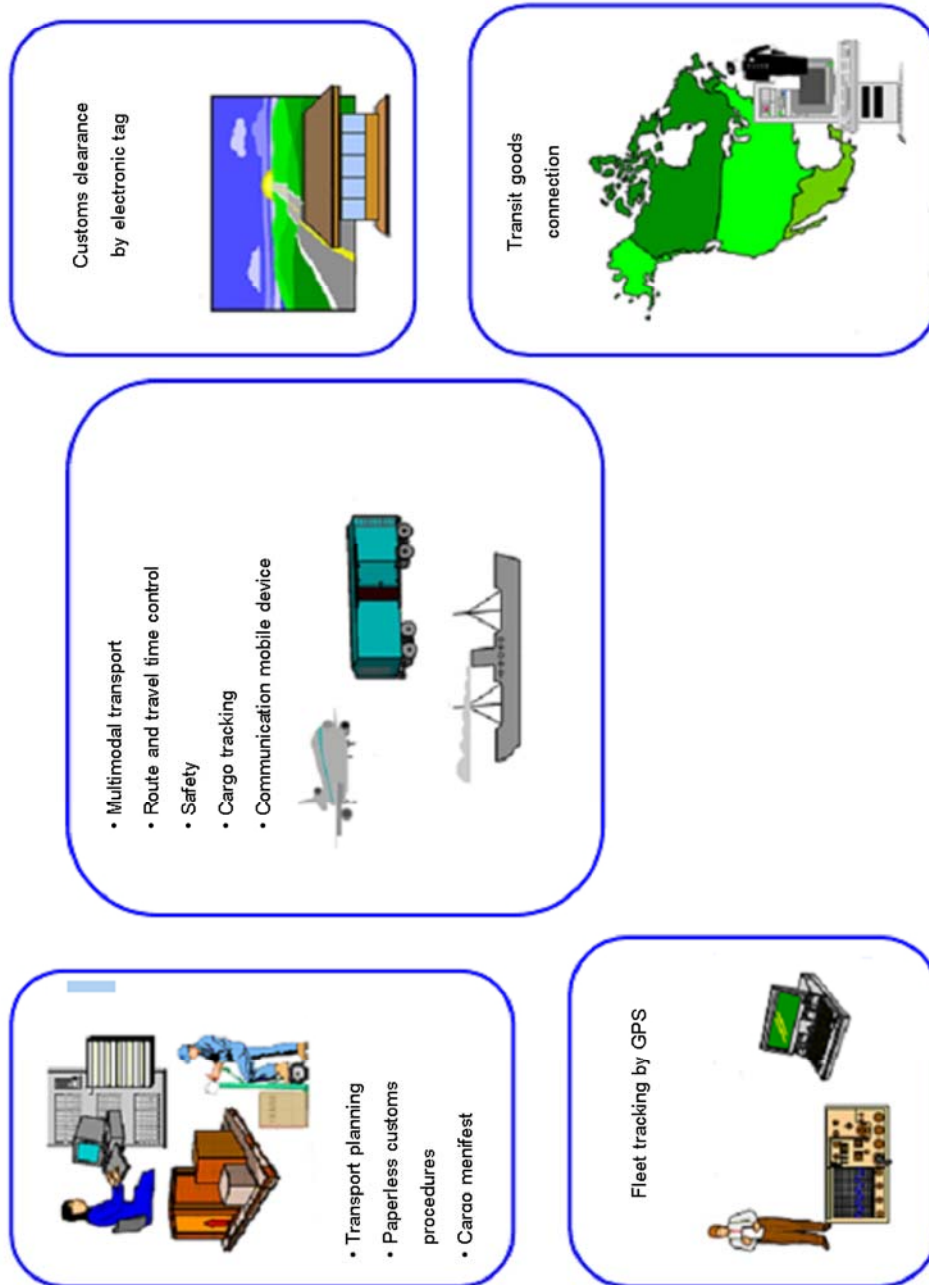 • Transport planning
• Paperless customs
procedures
• Cargo menifest
• Multimodal transport
• Route and travel time control
• Safety
• Cargo tracking
• Communication mobile device
Customs clearance
by electronic tag
Fleet tracking by GPS
Transit goods
connection